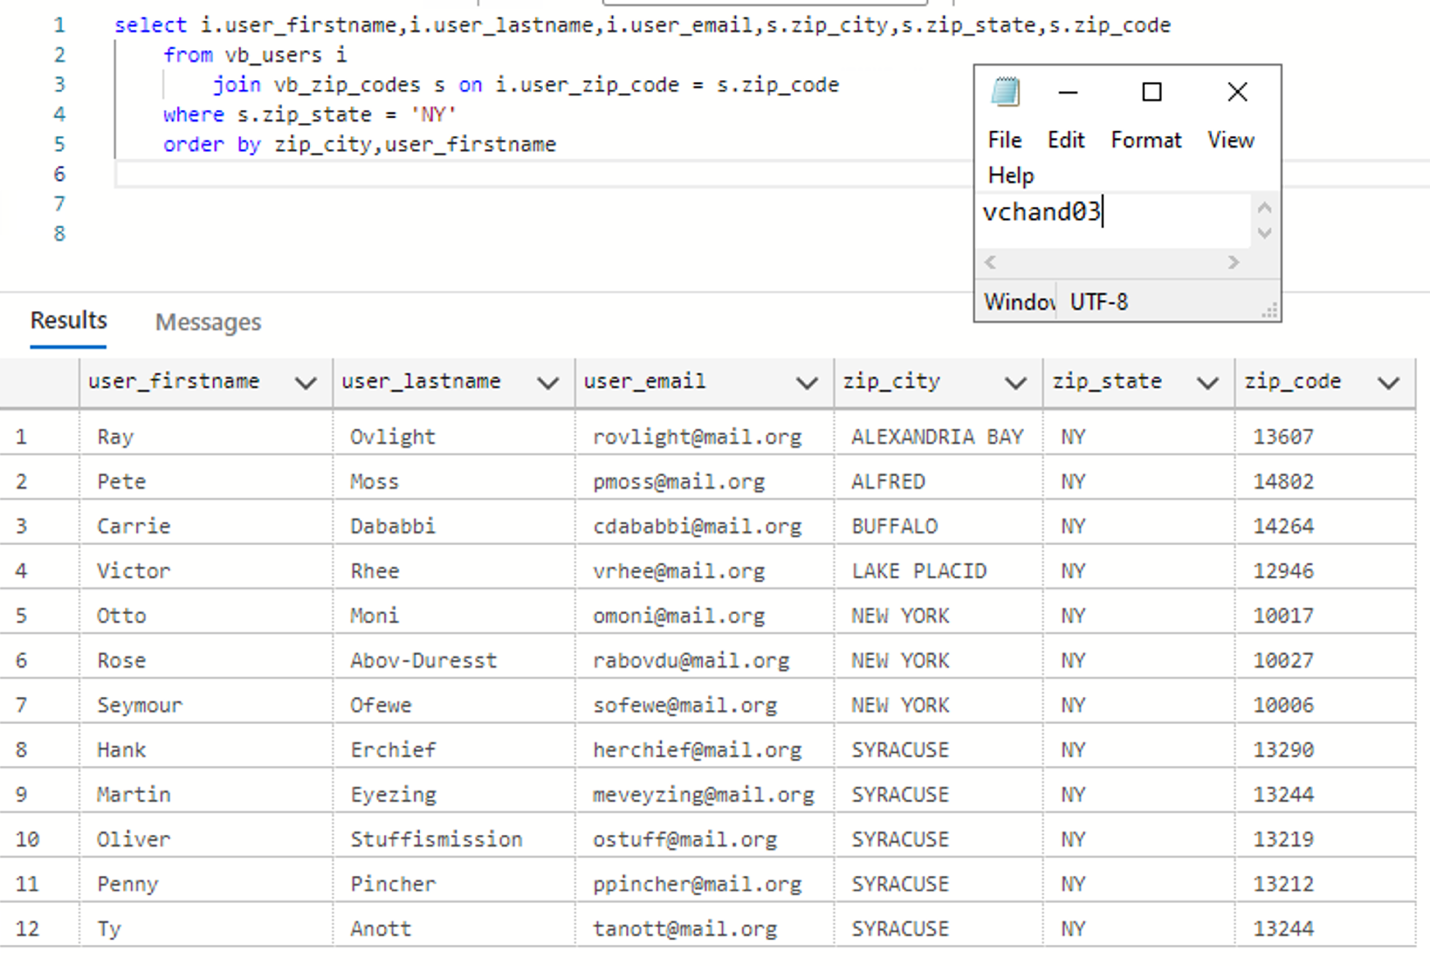 1 select i.user_firstname,i.user_lastname,i.user_email,s.zip_city,s.zip_state,s.zip_code
2 from vb_users i
3 join vb_zip_codes s on i.user_zip_code = s.zip_code
4 where s.zip_state = 'NY'
5 order by zip_city,user_firstname
6
7
8
File Edit Format View
Help
vchand03
Window UTF-8
Results Messages
user_firstname user_lastname user_email zip_city zip_state zip_code
1 Ray Ovlight rovlight@mail.org ALEXANDRIA BAY NY 13607
2 Pete Moss pmoss@mail.org ALFRED NY 14802
3 Carrie Dababbi cdababbi@mail.org BUFFALO NY 14264
4 Victor Rhee vrhee@mail.org LAKE PLACID NY 12946
5 Otto Moni omoni@mail.org NEW YORK NY 10017
6 Rose Abov-Duresst rabovdu@mail.org NEW YORK NY 10027
7 Seymour Ofewe sofewe@mail.org NEW YORK NY 10006
8 Hank Erchief herchief@mail.org SYRACUSE NY 13290
9 Martin Eyezing meveyzing@mail.org SYRACUSE NY 13244
10 Oliver Stuffismission ostuff@mail.org SYRACUSE NY 13219
11 Penny Pincher ppincher@mail.org SYRACUSE NY 13212
12 Ty Anott tanott@mail.org SYRACUSE NY 13244